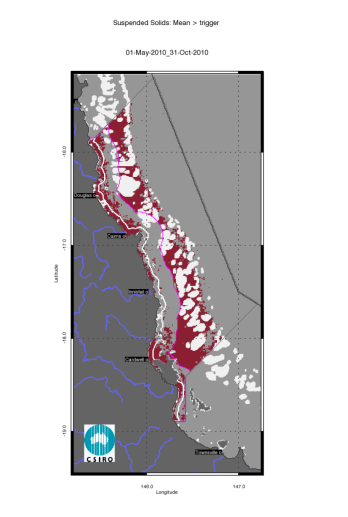 Suspended Solids: Mean > trigger
01-May-2010_31-Oct-2010
-16.0
Douglas
Cairns
-17.0
Latitude
Innisfail
-18.0
Cardwell
-19.0
Townsville
CSIRO
146.0
147.0
Longitude